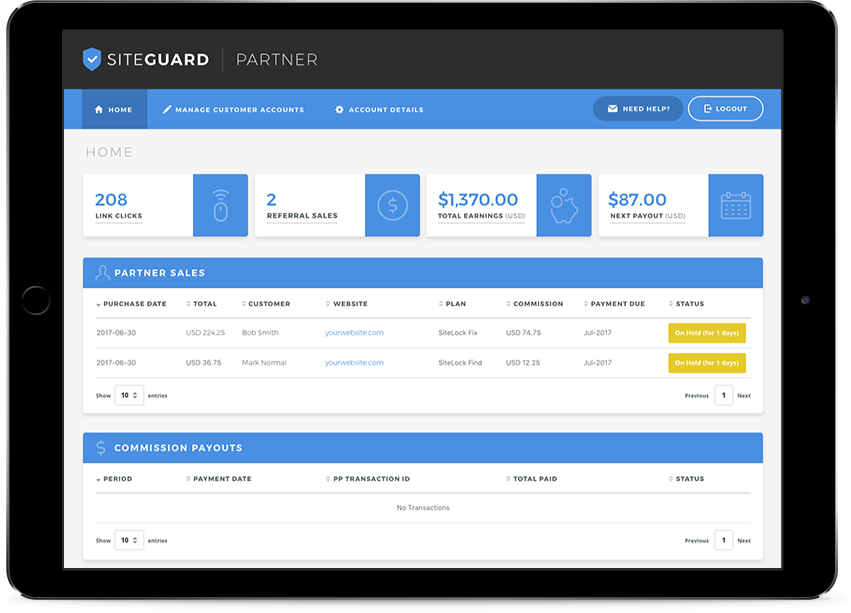 SITEGUARD PARTNER
HOME MANAGE CUSTOMER ACCOUNTS ACCOUNT DETAILS NEED HELP? LOGOUT
HOME
208 2 $1,370.00 $87.00
LINK CLICKS REFERRAL SALES TOTAL EARNINGS (USD) NEXT PAYOUT (USD)
PARTNER SALES
PURCHASE DATE TOTAL CUSTOMER WEBSITE PLAN COMMISSION PAYMENT DUE STATUS
2017-06-30 USD 224.25 Bob Smith yourwebsite.com SiteLock Fix USD 74.75 Jul-2017 On Hold (for 1 days)
2017-06-30 USD 36.75 Mark Normal yourwebsite.com SiteLock Find USD 12.25 Jul-2017 On Hold (for 1 days)
Show 10 entries Previous 1 Next
COMMISSION PAYOUTS
PERIOD PAYMENT DATE PP TRANSACTION ID TOTAL PAID STATUS
No Transactions
Show 10 entries Previous 1 Next